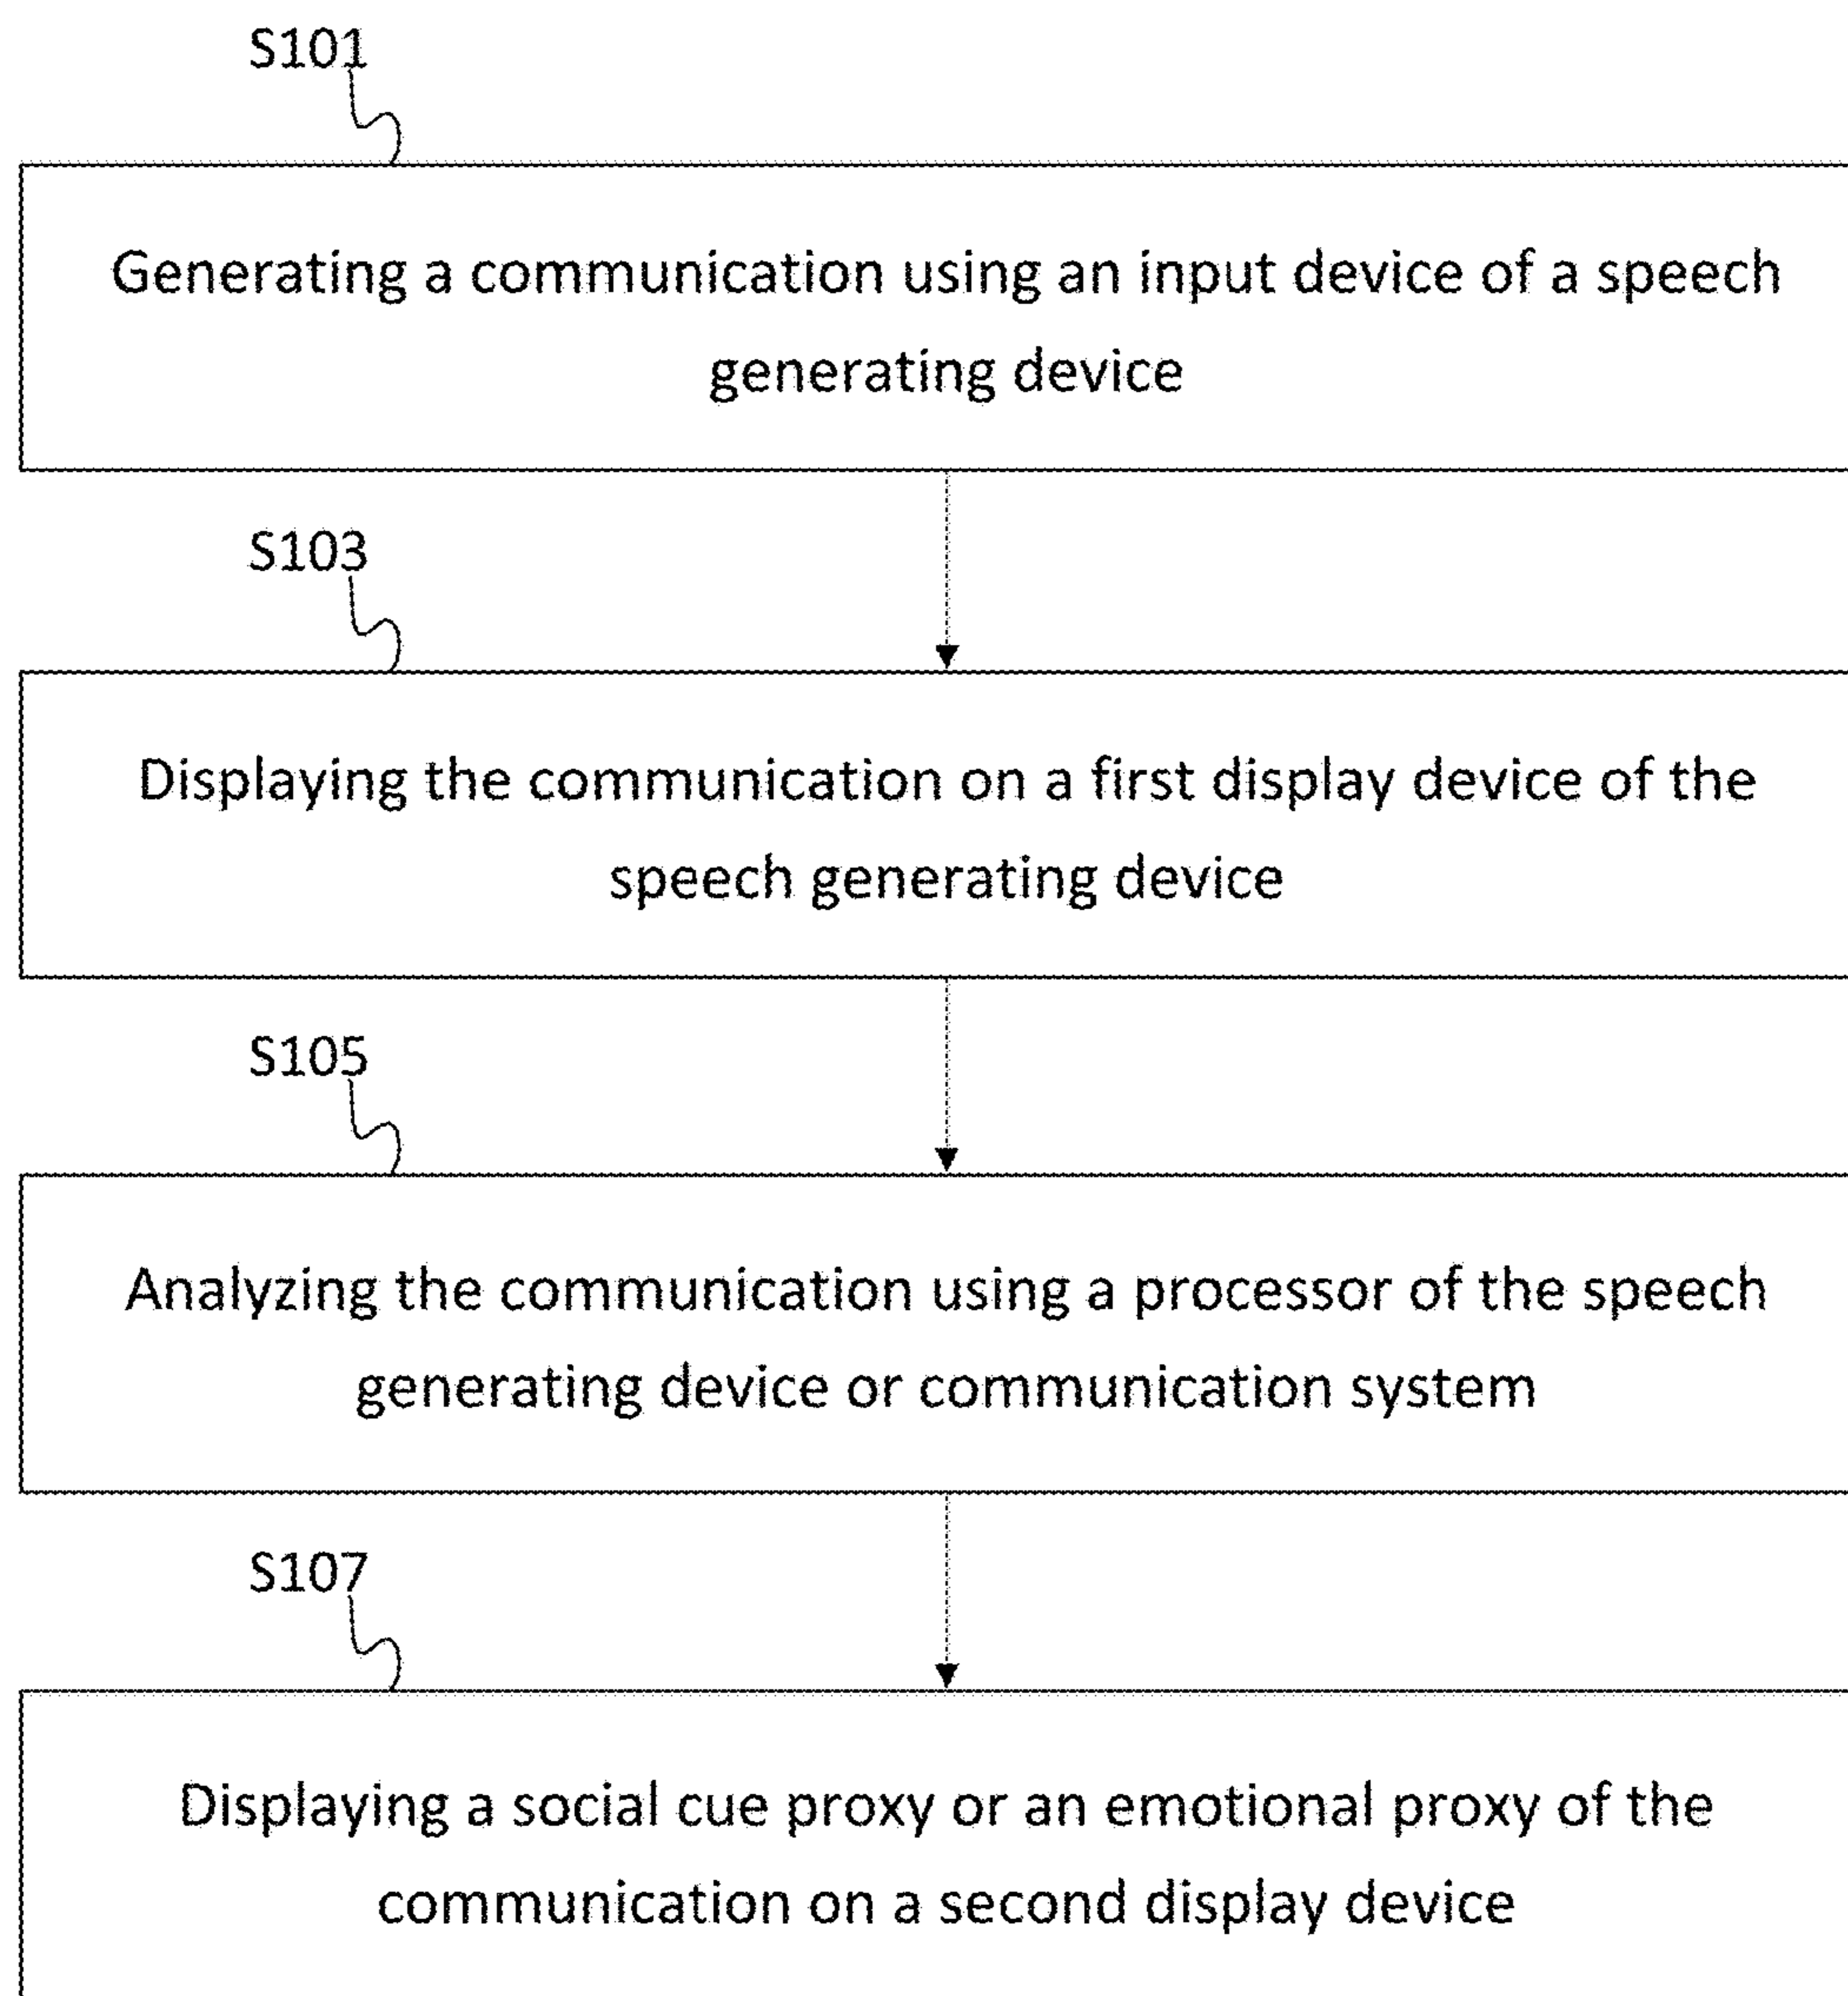 S101
Generating a communication using an input device of a speech
generating device
S103
Displaying the communication on a first display device of the
speech generating device
S105
Analyzing the communication using a processor of the speech
generating device or communication system
S107
Displaying a social cue proxy or an emotional proxy of the
communication on a second display device